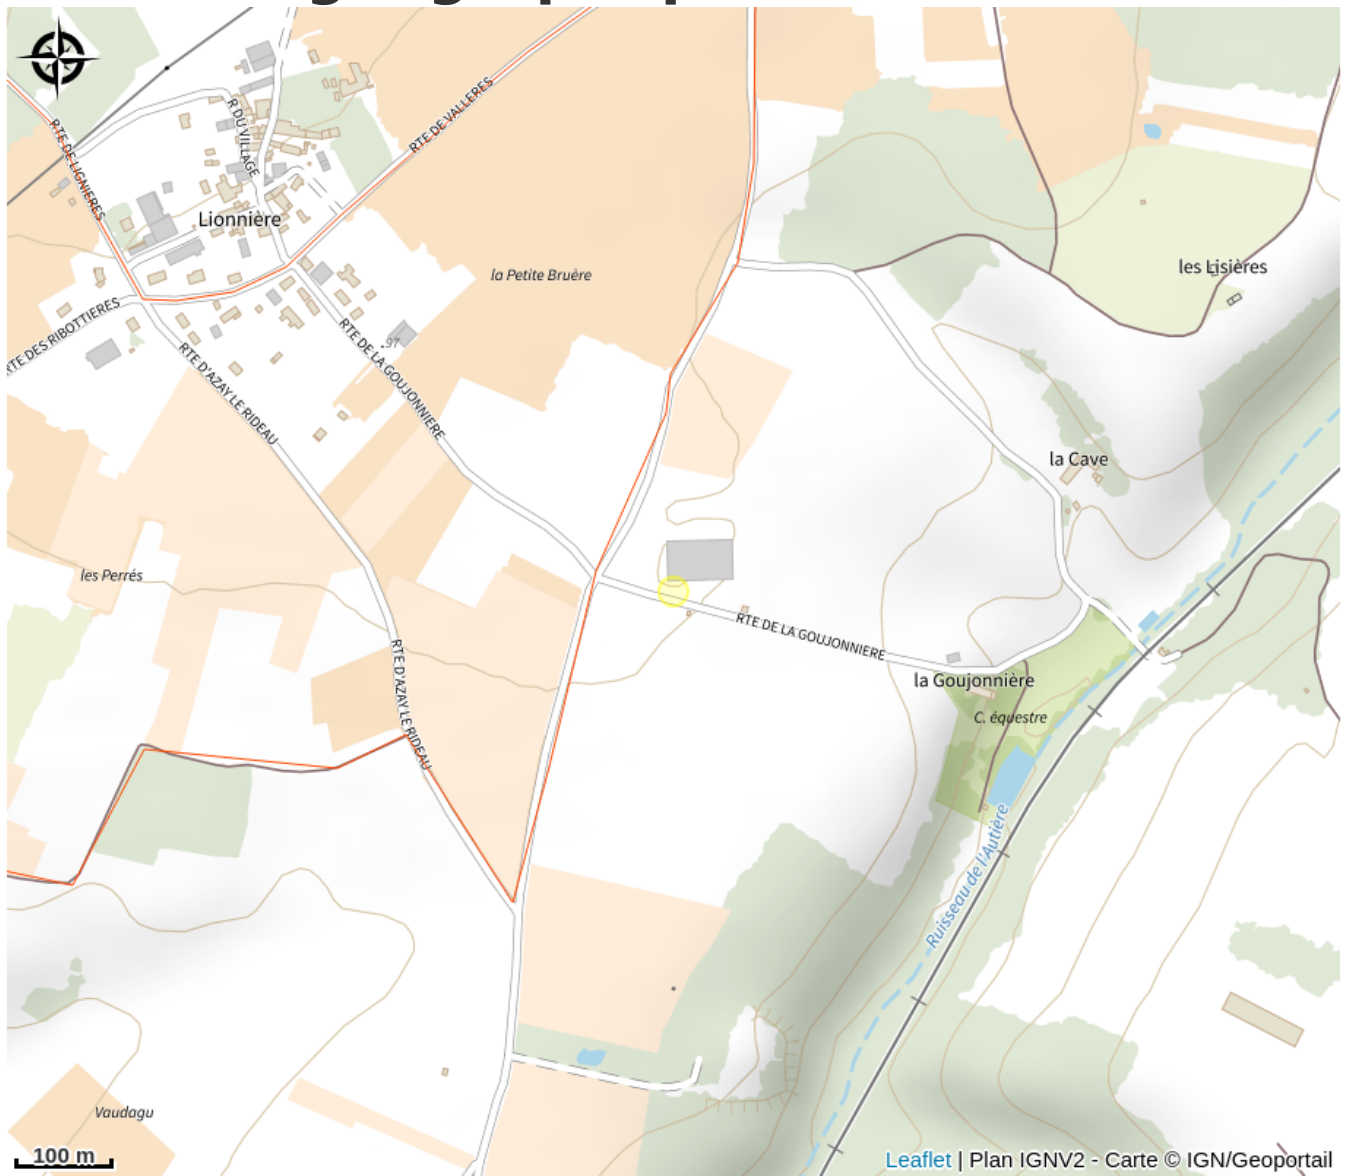 RTE DE LIGNIERES
R DU VILLAGE
RTE DE VALLERES
Lionnière
la Petite Bruère
les Lisières
RTE DES RIBOTTIERES
RTE DE LA GOUJONNIERE
97
RTE D'AZAY LE RIDEAU
la Cave
les Perrés
RTE DE LA GOUJONNIERE
RTE D'AZAY LE RIDEAU
la Goujonnière
C. équestre
Ruisseau de l'Autière
Vaudagu
100 m
Leaflet | Plan IGNV2 - Carte © IGN/Geoportail